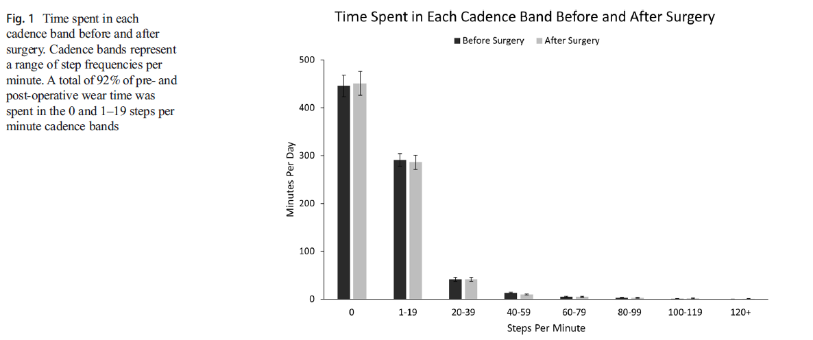 Fig. 1 Time spent in each
cadence band before and after
surgery. Cadence bands represent
a range of step frequencies per
minute. A total of 92% of pre- and
post-operative wear time was
spent in the 0 and 1–19 steps per
minute cadence bands
Time Spent in Each Cadence Band Before and After Surgery
Before Surgery After Surgery
500
400
300
200
100
0
Minutes Per Day
0 1-19 20-39 40-59 60-79 80-99 100-119 120+
Steps Per Minute